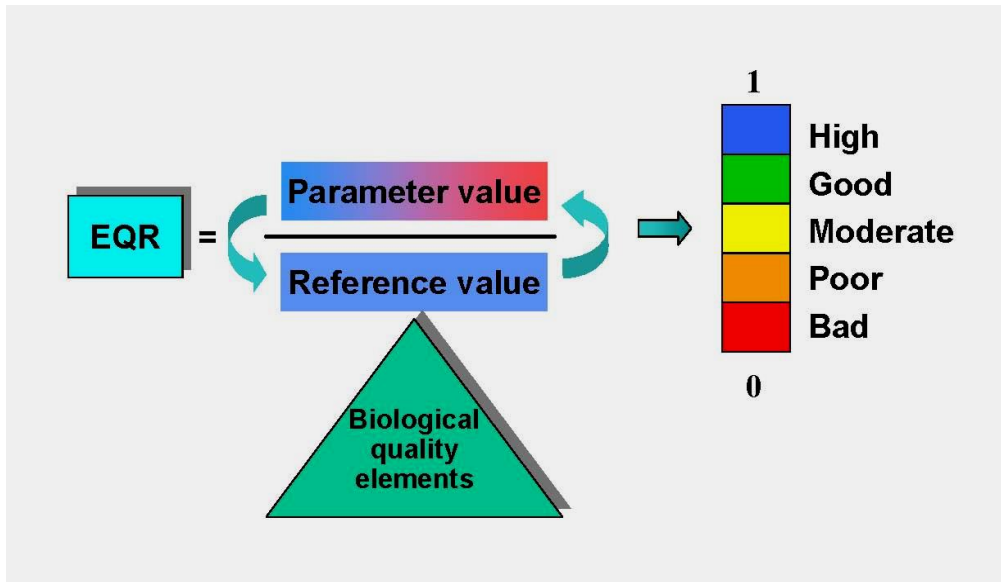 EQR
=
Parameter value
Reference value
Biological
quality
elements
1
High
Good
Moderate
Poor
Bad
0